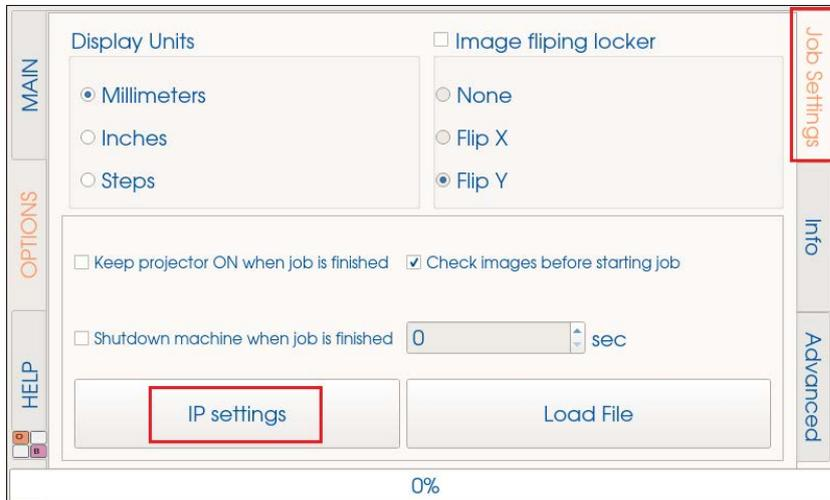 MAIN
OPTIONS
HELP
O
B
Display Units
Millimeters
Inches
Steps
Image fliping locker
None
Flip X
Flip Y
Keep projector ON when job is finished
Check images before starting job
Shutdown machine when job is finished
0
sec
IP settings
Load File
Job Settings
Info
Advanced
0%